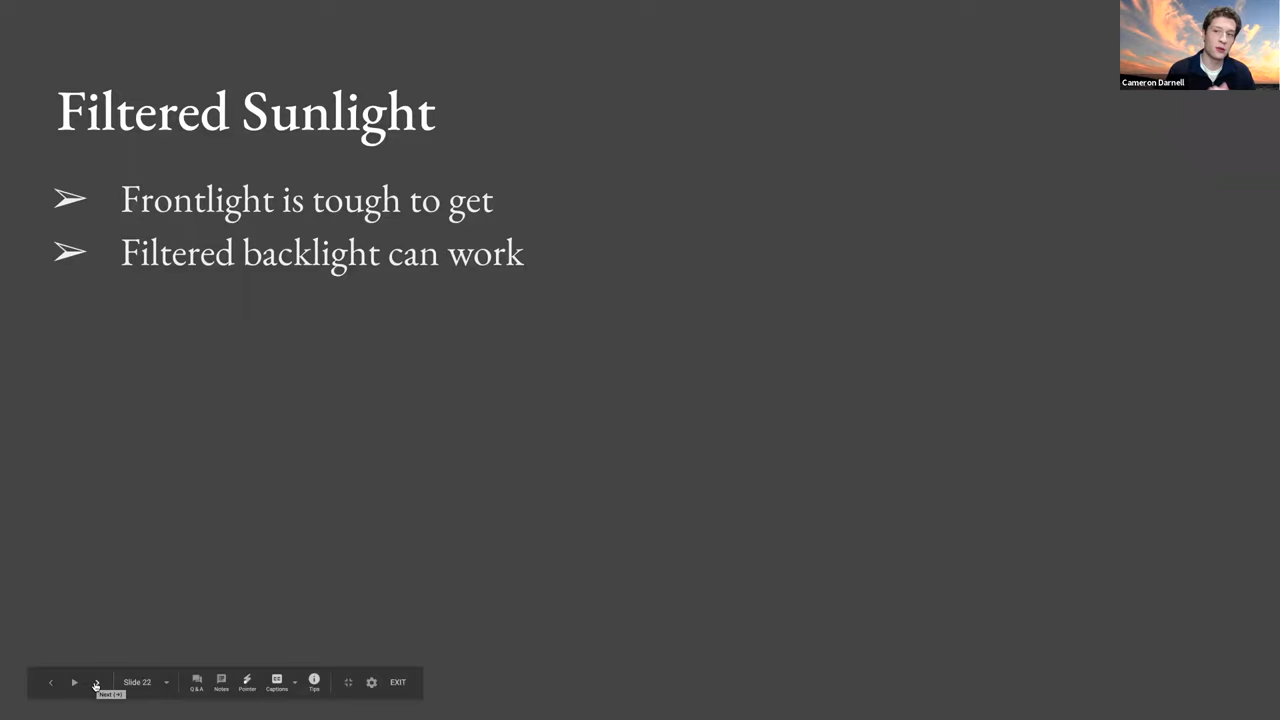 Cameron Darnell
Filtered Sunlight
➢ Frontlight is tough to get
➢ Filtered backlight can work
Slide 22
Q&A
Notes
Pointer
Captions
Tips
EXIT
Next (→)